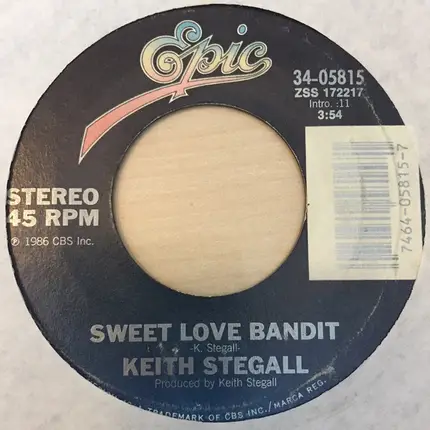 Epic
34-05815
ZSS 172217
Intro. :11
3:54
STEREO
45 RPM
℗ 1986 CBS Inc.
7464-05815-7
SWEET LOVE BANDIT
-K. Stegall-
KEITH STEGALL
Produced by Keith Stegall
TRADEMARK OF CBS INC./MARCA REG.